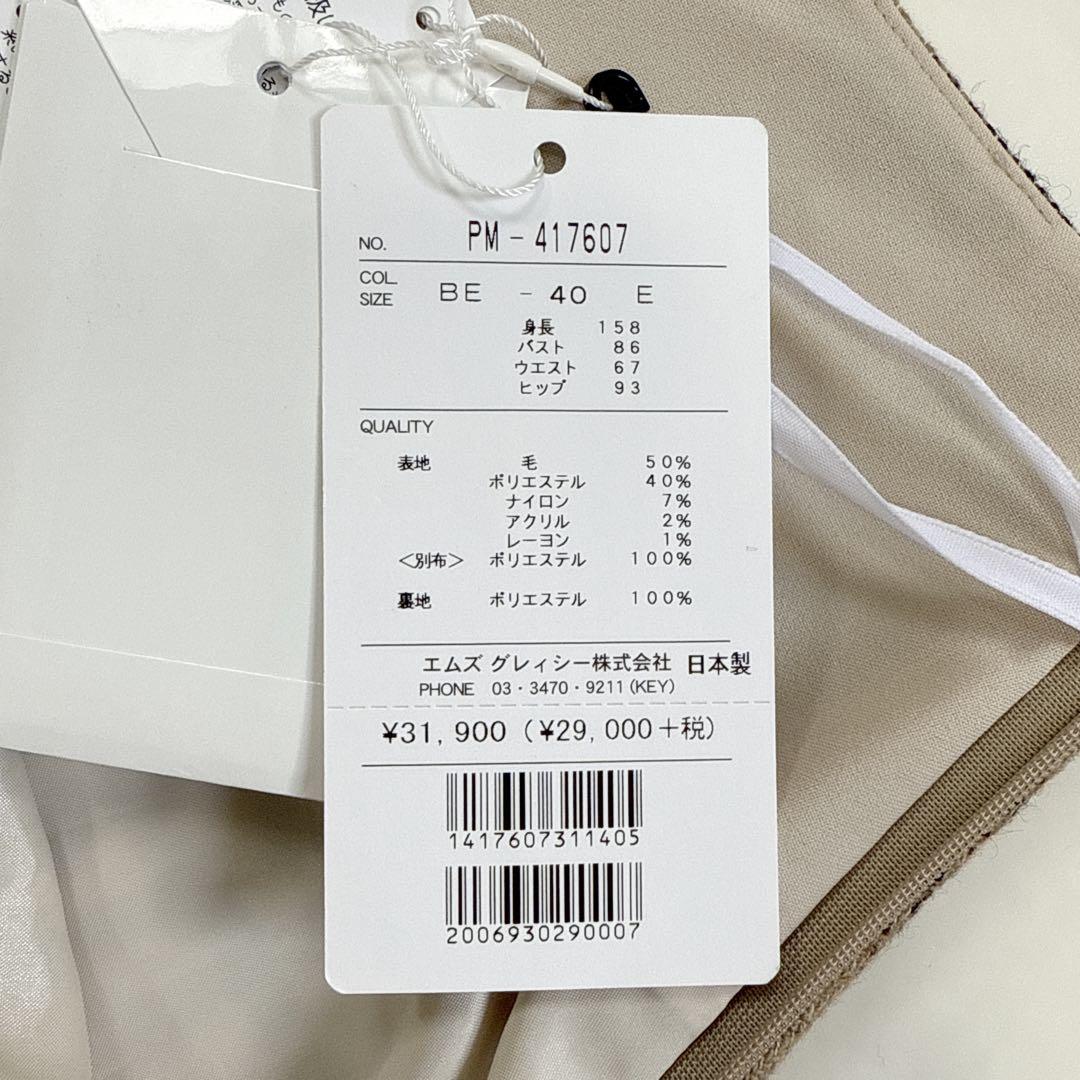 NO. PM-417607
COL.
SIZE BE -40 E
身長 158
バスト 86
ウエスト 67
ヒップ 93
QUALITY
表地 毛 50%
ポリエステル 40%
ナイロン 7%
アクリル 2%
レーヨン 1%
<別布> ポリエステル 100%
裏地 ポリエステル 100%
エムズ グレィシー株式会社 日本製
PHONE 03・3470・9211(KEY)
¥31,900(¥29,000+税)
1417607311405
2006930290007